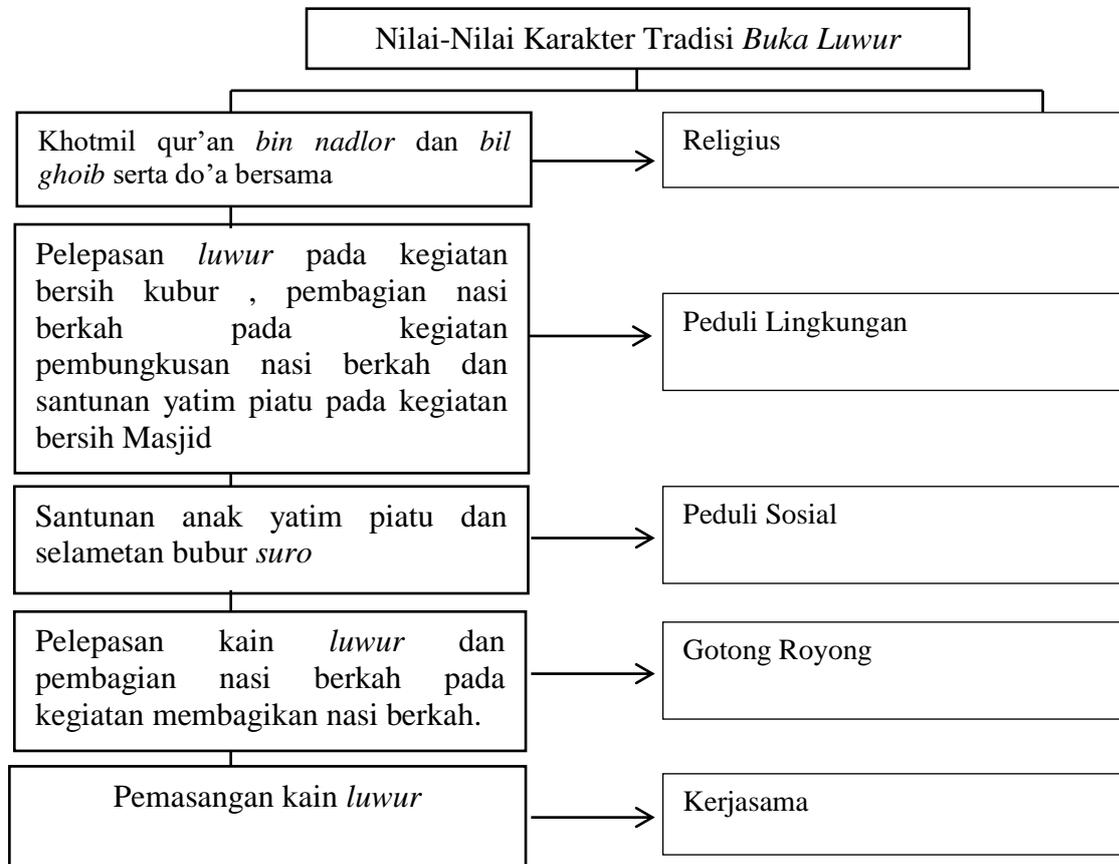 Nilai-Nilai Karakter Tradisi Buka Luwur
Khotmil qur’an bin nadlor dan bil
ghoib serta do’a bersama
Religius
Pelepasan luwur pada kegiatan
bersih kubur , pembagian nasi
berkah pada kegiatan
pembungkusan nasi berkah dan
santunan yatim piatu pada kegiatan
bersih Masjid
Peduli Lingkungan
Santunan anak yatim piatu dan
selametan bubur suro
Peduli Sosial
Pelepasan kain luwur dan
pembagian nasi berkah pada
kegiatan membagikan nasi berkah.
Gotong Royong
Pemasangan kain luwur
Kerjasama